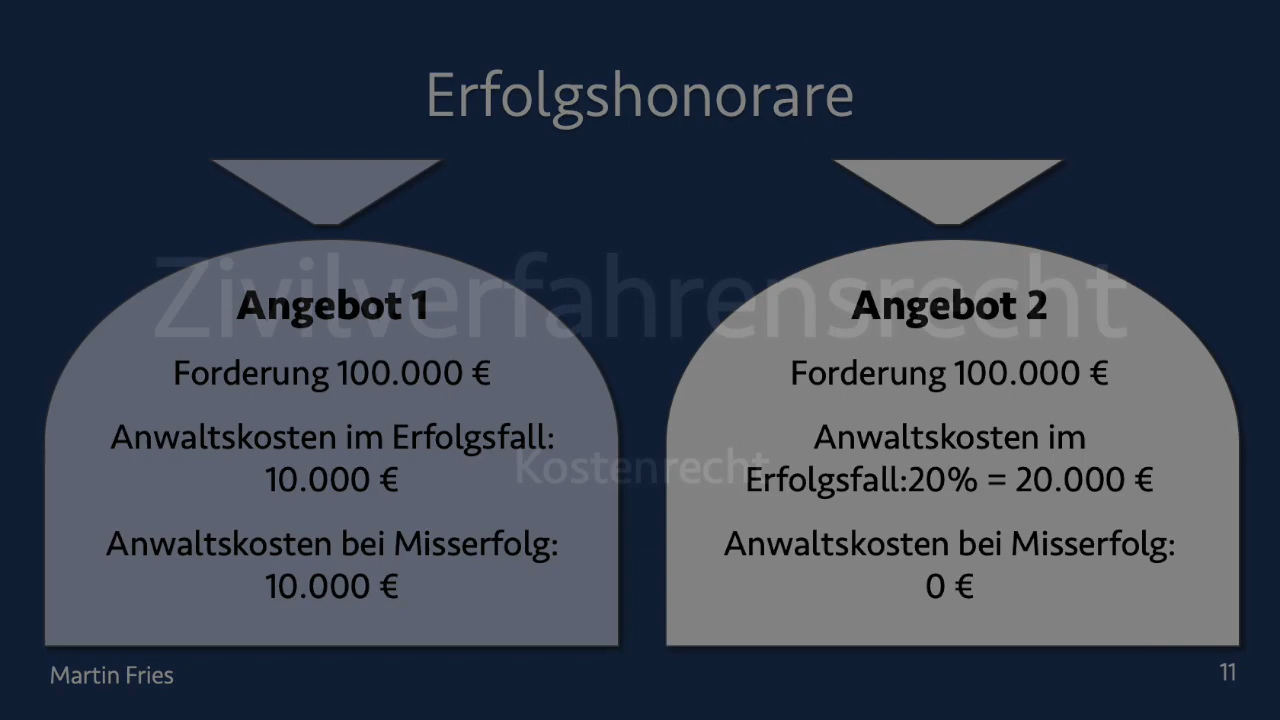 Erfolgshonorare
Zivilverfahrensrecht
Kostenrecht
Angebot 1
Forderung 100.000 €
Anwaltskosten im Erfolgsfall:
10.000 €
Anwaltskosten bei Misserfolg:
10.000 €
Angebot 2
Forderung 100.000 €
Anwaltskosten im
Erfolgsfall:20% = 20.000 €
Anwaltskosten bei Misserfolg:
0 €
Martin Fries
11